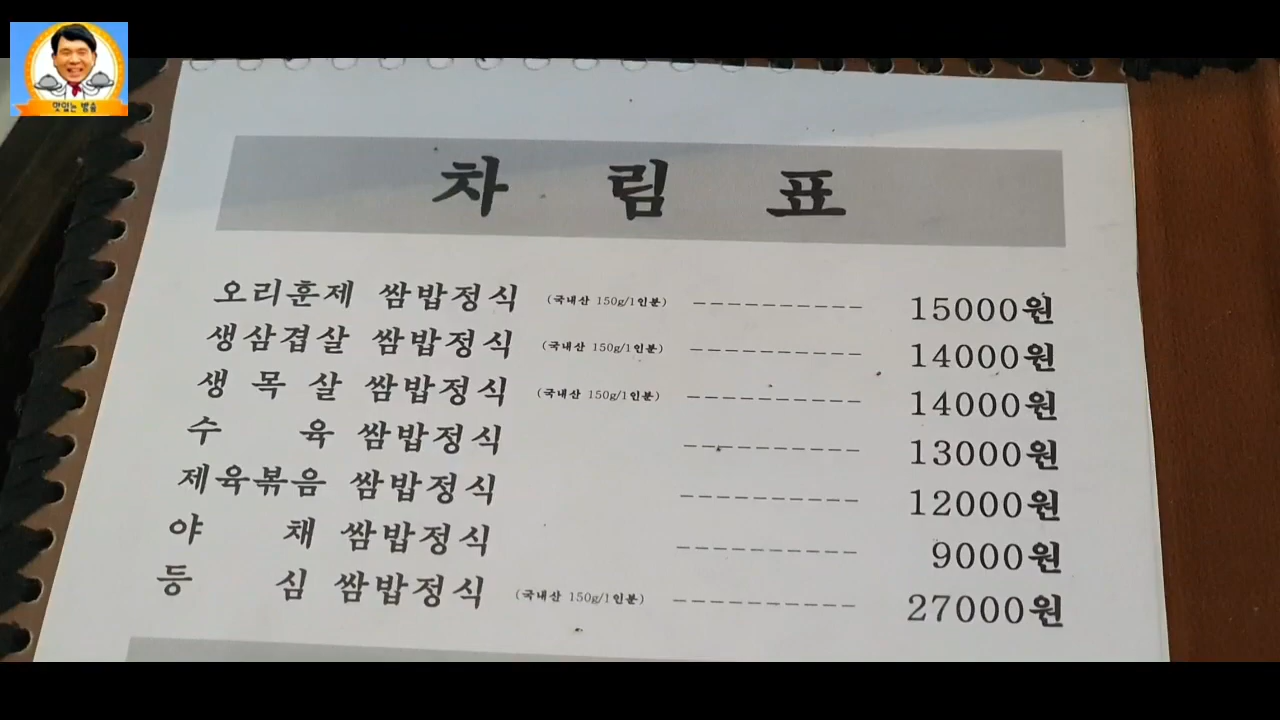 맛있는 방송
차림표
오리훈제 쌈밥정식 (국내산 150g/1인분) ---------- 15000원
생삼겹살 쌈밥정식 (국내산 150g/1인분) ---------- 14000원
생목살 쌈밥정식 (국내산 150g/1인분) ---------- 14000원
수육 쌈밥정식 ---------- 13000원
제육볶음 쌈밥정식 ---------- 12000원
야채 쌈밥정식 ---------- 9000원
등심 쌈밥정식 (국내산 150g/1인분) ---------- 27000원